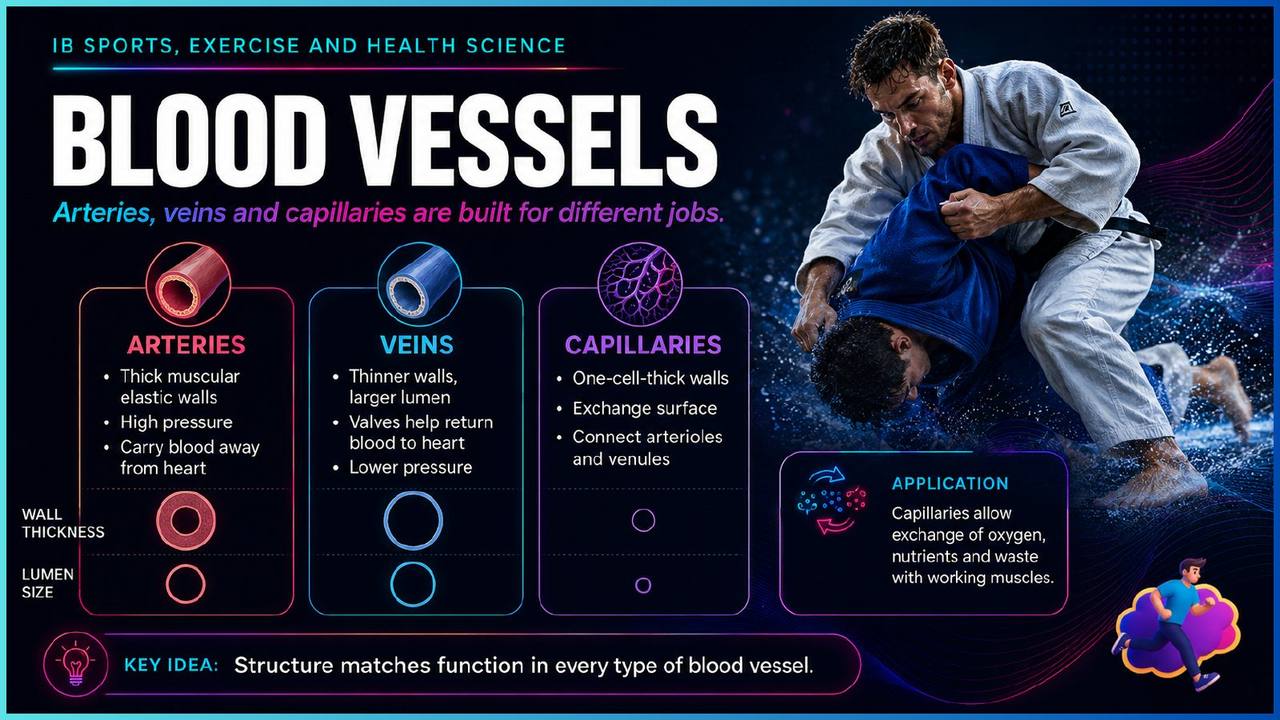 IB SPORTS, EXERCISE AND HEALTH SCIENCE
BLOOD VESSELS
Arteries, veins and capillaries are built for different jobs.
ARTERIES
• Thick muscular
elastic walls
• High pressure
• Carry blood away
from heart
VEINS
• Thinner walls,
larger lumen
• Valves help return
blood to heart
• Lower pressure
CAPILLARIES
• One-cell-thick walls
• Exchange surface
• Connect arterioles
and venules
WALL
THICKNESS
LUMEN
SIZE
APPLICATION
Capillaries allow
exchange of oxygen,
nutrients and waste
with working muscles.
KEY IDEA: Structure matches function in every type of blood vessel.